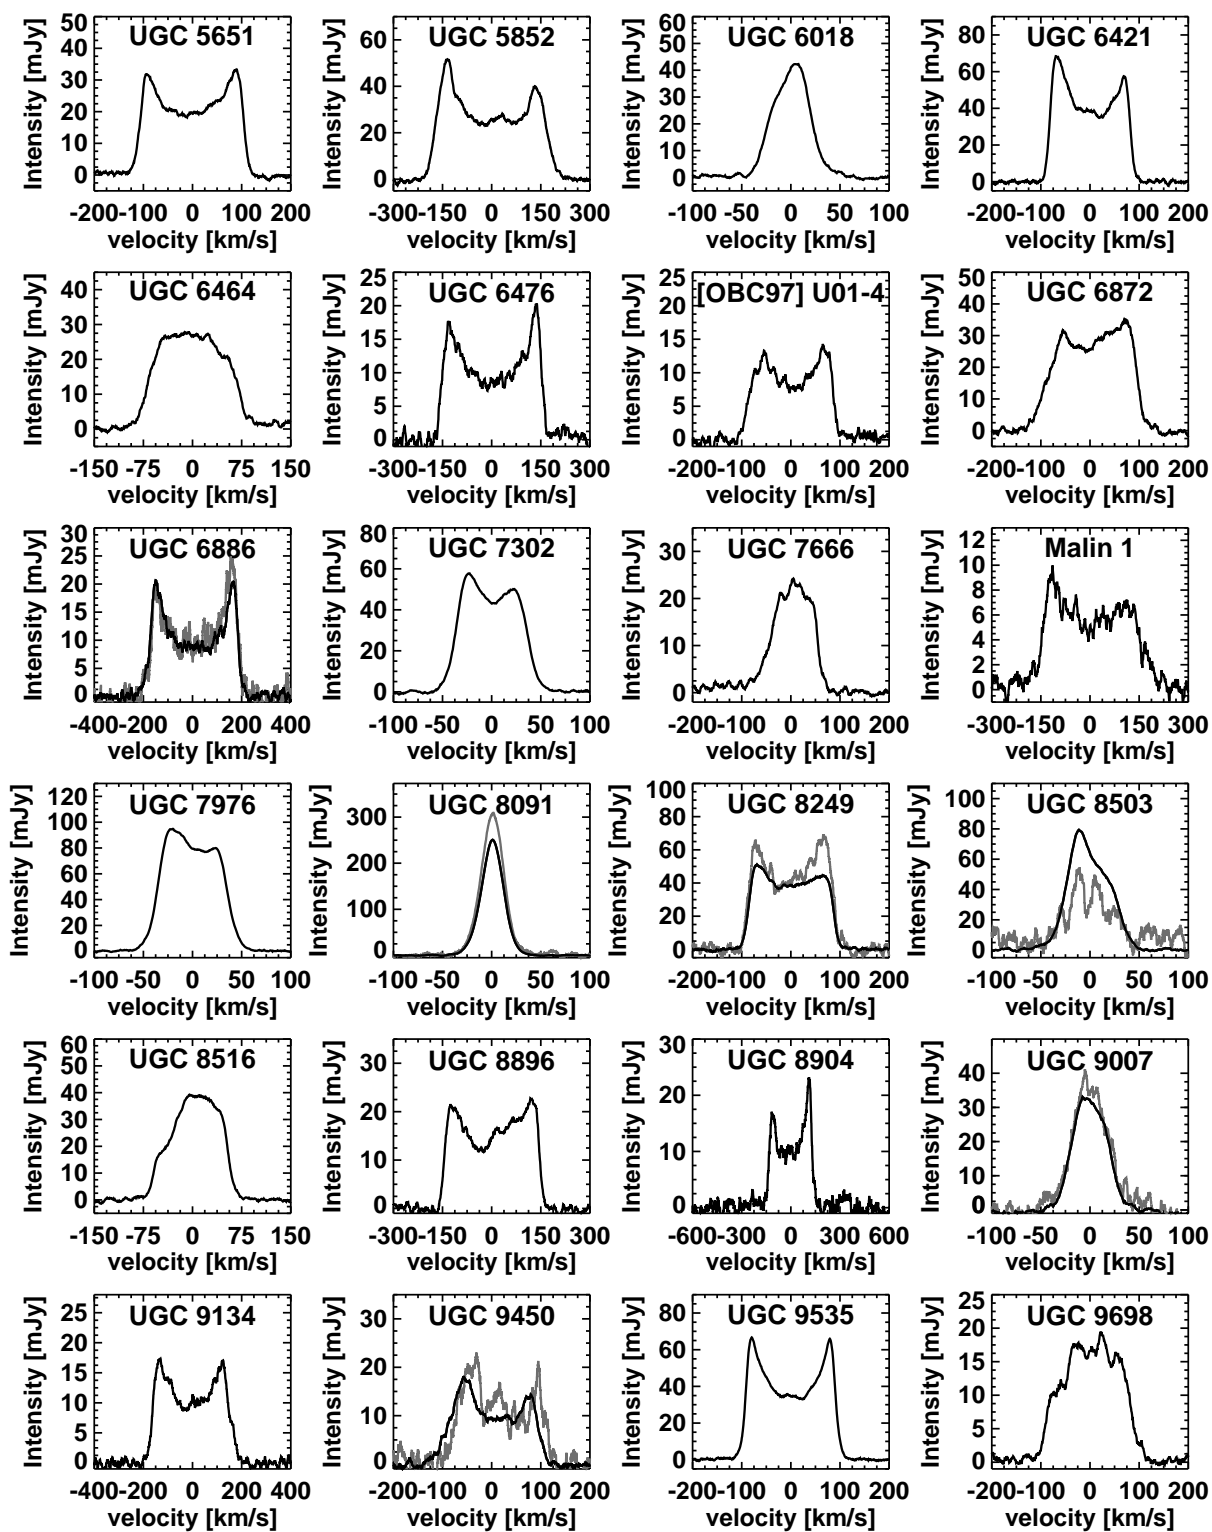 Intensity [mJy]
UGC 5651
50
40
30
20
10
0
-200 -100 0 100 200
velocity [km/s]
Intensity [mJy]
UGC 5852
60
40
20
0
-300 -150 0 150 300
velocity [km/s]
Intensity [mJy]
UGC 6018
60
50
40
30
20
10
0
-100 -50 0 50 100
velocity [km/s]
Intensity [mJy]
UGC 6421
80
60
40
20
0
-200 -100 0 100 200
velocity [km/s]
Intensity [mJy]
UGC 6464
40
30
20
10
0
-150 -75 0 75 150
velocity [km/s]
Intensity [mJy]
UGC 6476
25
20
15
10
5
0
-300 -150 0 150 300
velocity [km/s]
Intensity [mJy]
[OBC97] U01-4
25
20
15
10
5
0
-200 -100 0 100 200
velocity [km/s]
Intensity [mJy]
UGC 6872
50
40
30
20
10
0
-200 -100 0 100 200
velocity [km/s]
Intensity [mJy]
UGC 6886
30
25
20
15
10
5
0
-400 -200 0 200 400
velocity [km/s]
Intensity [mJy]
UGC 7302
80
60
40
20
0
-100 -50 0 50 100
velocity [km/s]
Intensity [mJy]
UGC 7666
30
20
10
0
-200 -100 0 100 200
velocity [km/s]
Intensity [mJy]
Malin 1
12
10
8
6
4
2
0
-300 -150 0 150 300
velocity [km/s]
Intensity [mJy]
UGC 7976
120
100
80
60
40
20
0
-100 -50 0 50 100
velocity [km/s]
Intensity [mJy]
UGC 8091
300
200
100
0
-100 -50 0 50 100
velocity [km/s]
Intensity [mJy]
UGC 8249
100
80
60
40
20
0
-200 -100 0 100 200
velocity [km/s]
Intensity [mJy]
UGC 8503
100
80
60
40
20
0
-100 -50 0 50 100
velocity [km/s]
Intensity [mJy]
UGC 8516
60
50
40
30
20
10
0
-150 -75 0 75 150
velocity [km/s]
Intensity [mJy]
UGC 8896
30
20
10
0
-300 -150 0 150 300
velocity [km/s]
Intensity [mJy]
UGC 8904
30
20
10
0
-600 -300 0 300 600
velocity [km/s]
Intensity [mJy]
UGC 9007
40
30
20
10
0
-100 -50 0 50 100
velocity [km/s]
Intensity [mJy]
UGC 9134
25
20
15
10
5
0
-400 -200 0 200 400
velocity [km/s]
Intensity [mJy]
UGC 9450
30
20
10
0
-200 -100 0 100 200
velocity [km/s]
Intensity [mJy]
UGC 9535
80
60
40
20
0
-200 -100 0 100 200
velocity [km/s]
Intensity [mJy]
UGC 9698
25
20
15
10
5
0
-200 -100 0 100 200
velocity [km/s]